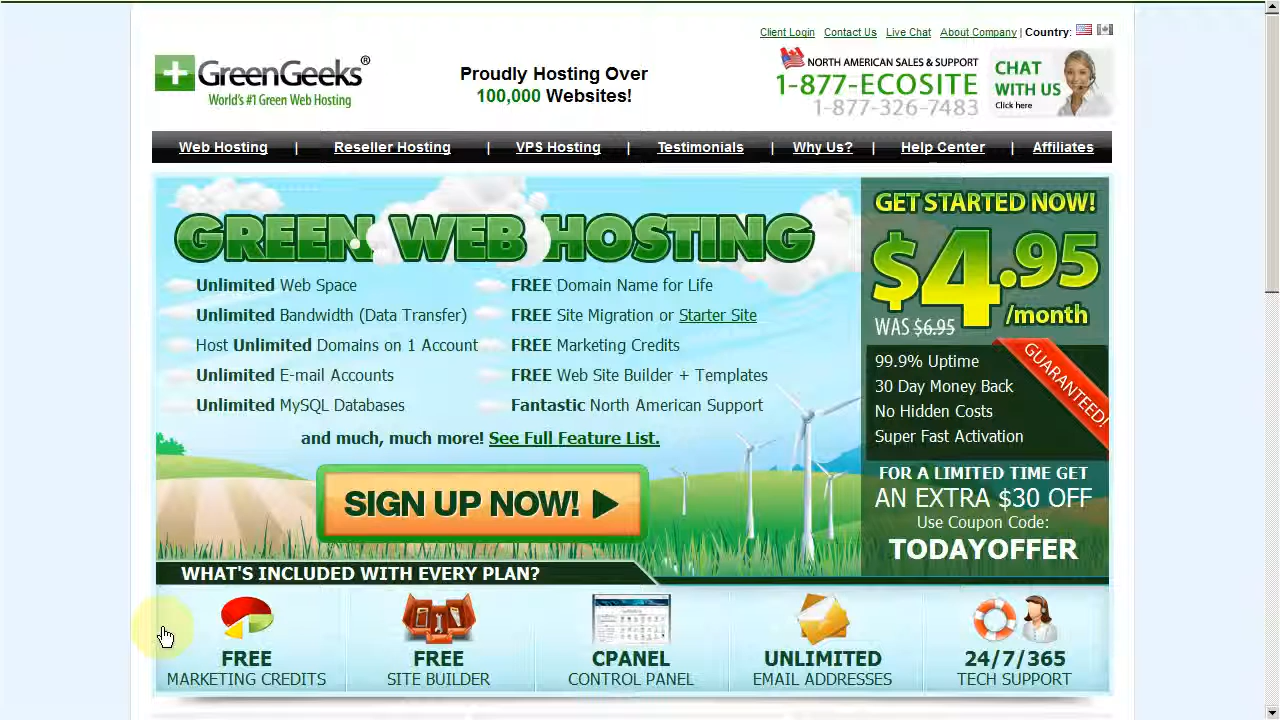 Client Login Contact Us Live Chat About Company | Country:
GreenGeeks®
World's #1 Green Web Hosting
Proudly Hosting Over
100,000 Websites!
NORTH AMERICAN SALES & SUPPORT
1-877-ECOSITE
1-877-326-7483
CHAT
WITH US
Click here
Web Hosting | Reseller Hosting | VPS Hosting | Testimonials | Why Us? | Help Center | Affiliates
GREEN WEB HOSTING
Unlimited Web Space
Unlimited Bandwidth (Data Transfer)
Host Unlimited Domains on 1 Account
Unlimited E-mail Accounts
Unlimited MySQL Databases
FREE Domain Name for Life
FREE Site Migration or Starter Site
FREE Marketing Credits
FREE Web Site Builder + Templates
Fantastic North American Support
and much, much more! See Full Feature List.
SIGN UP NOW!
GET STARTED NOW!
$4.95
/month
WAS $6.95
99.9% Uptime
30 Day Money Back
No Hidden Costs
Super Fast Activation
GUARANTEED!
FOR A LIMITED TIME GET
AN EXTRA $30 OFF
Use Coupon Code:
TODAYOFFER
WHAT'S INCLUDED WITH EVERY PLAN?
FREE
MARKETING CREDITS
FREE
SITE BUILDER
CPANEL
CONTROL PANEL
UNLIMITED
EMAIL ADDRESSES
24/7/365
TECH SUPPORT